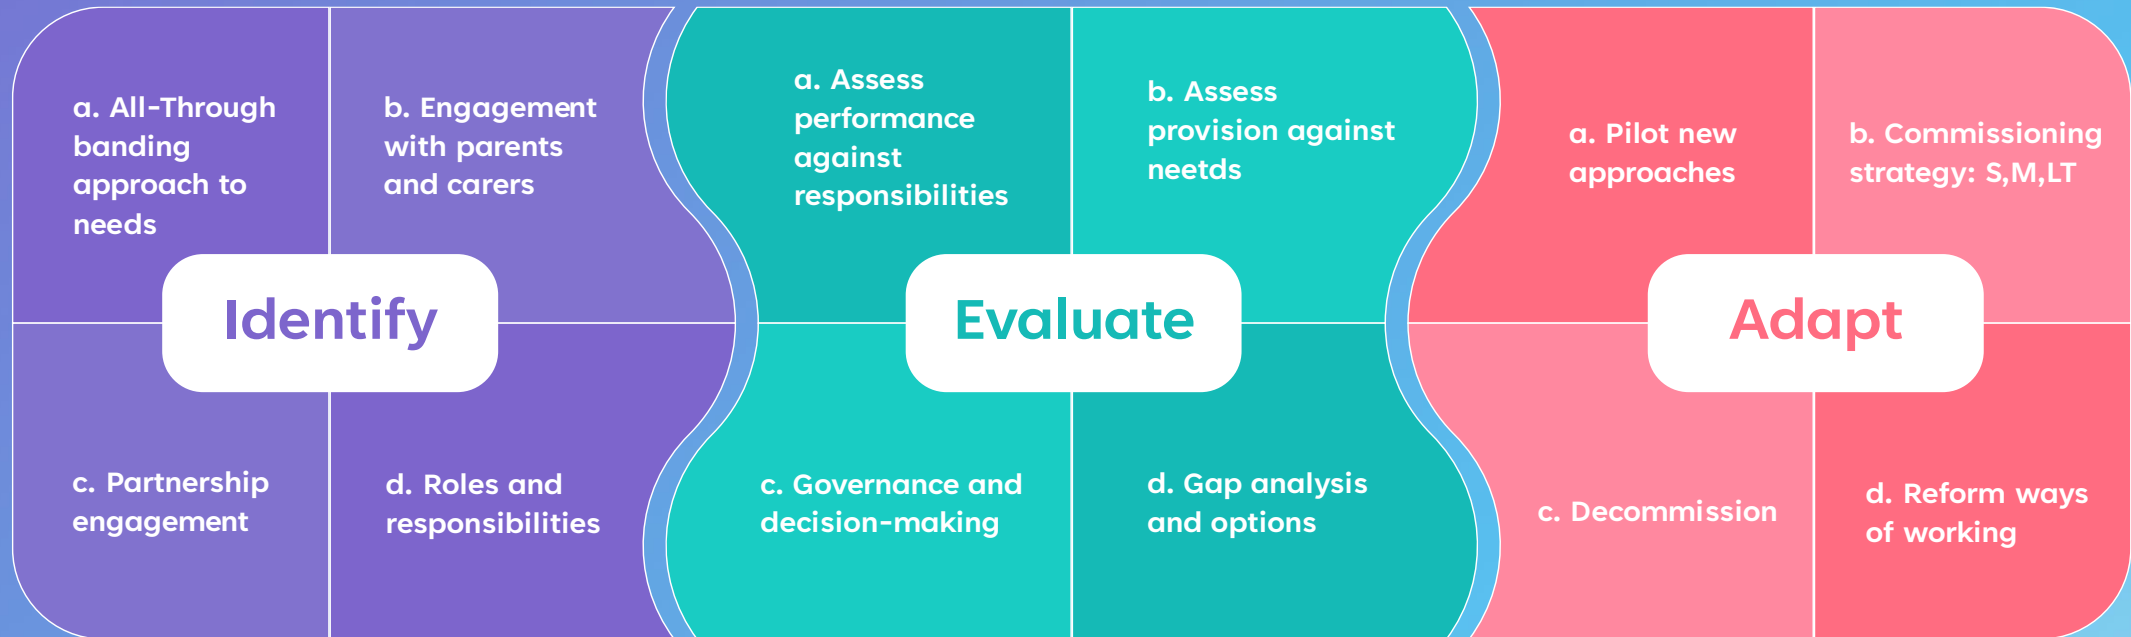 a. All-Through
banding
approach to
needs
b. Engagement
with parents
and carers
Identify
c. Partnership
engagement
d. Roles and
responsibilities
a. Assess
performance
against
responsibilities
b. Assess
provision against
neetds
Evaluate
c. Governance and
decision-making
d. Gap analysis
and options
a. Pilot new
approaches
b. Commissioning
strategy: S,M,LT
Adapt
c. Decommission
d. Reform ways
of working